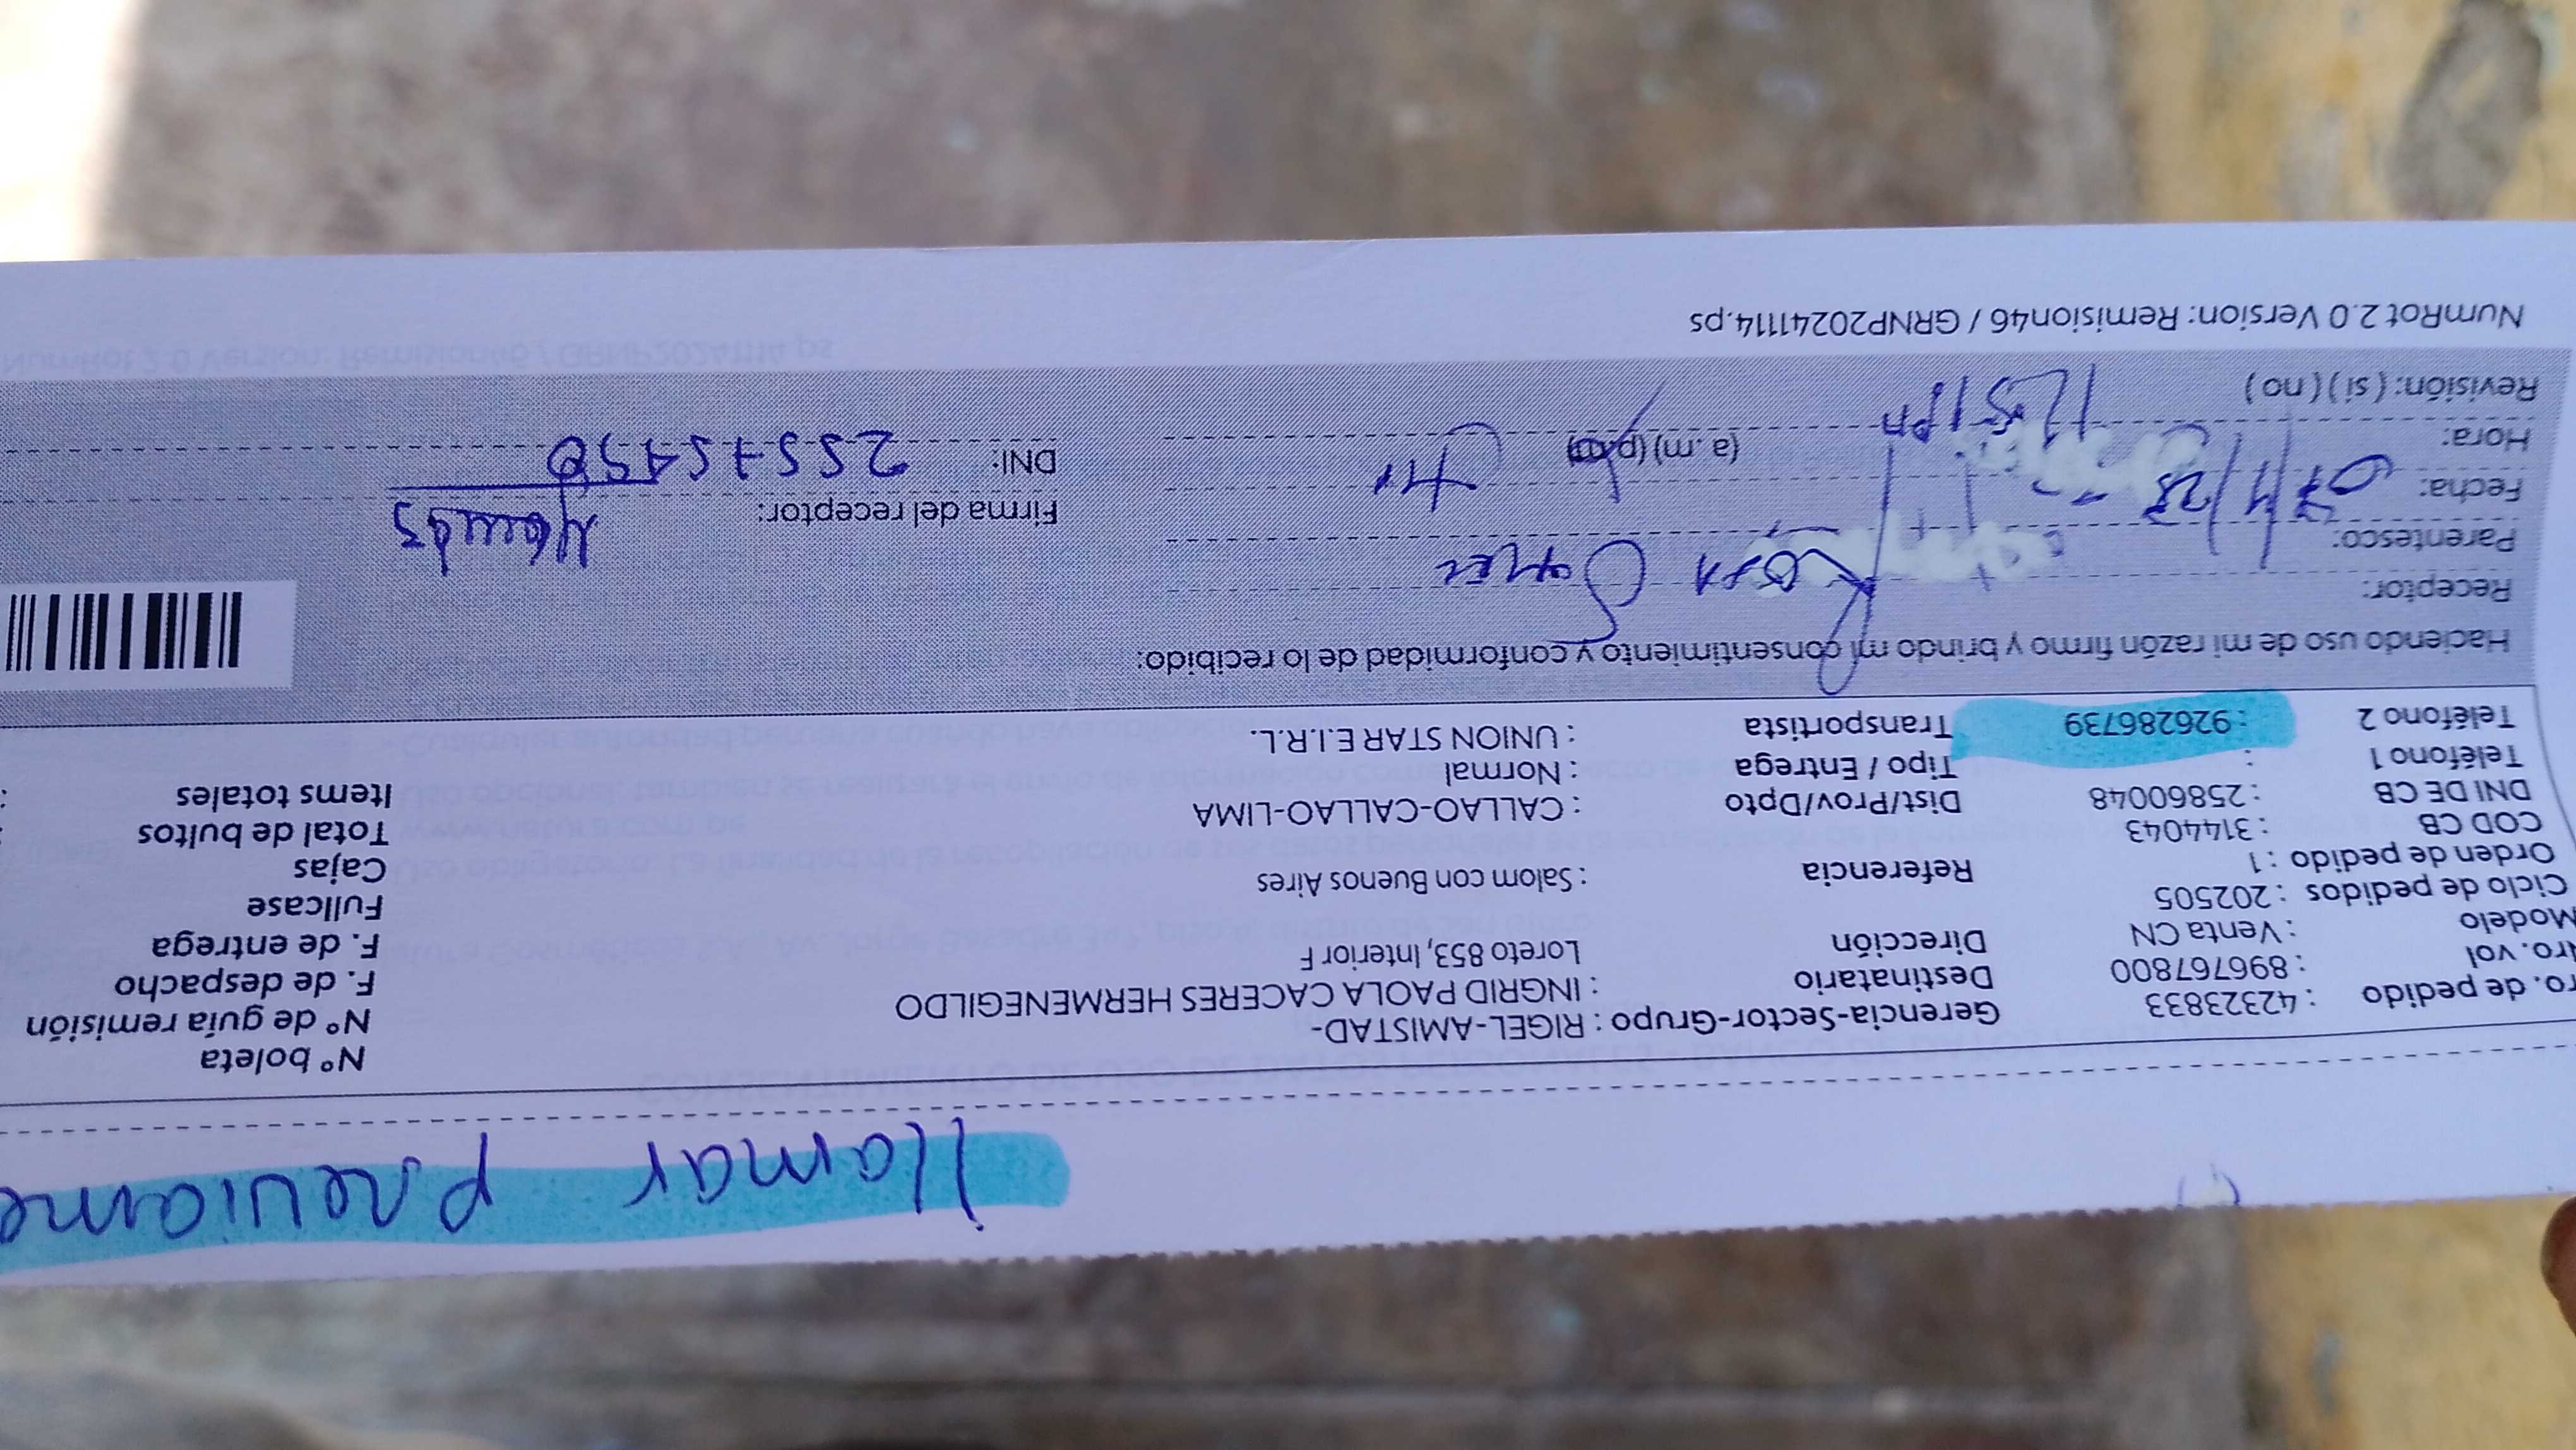 llamar previame
Nº boleta
ro. de pedido : 42323833 Gerencia-Sector-Grupo : RIGEL-AMISTAD- Nº de guía remisión
ro. vol : 896767800 Destinatario : INGRID PAOLA CACERES HERMENEGILDO F. de despacho
Modelo : Venta CN Dirección Loreto 853, Interior F F. de entrega
Ciclo de pedidos : 202505 Fullcase
Orden de pedido : 1 Referencia : Salom con Buenos Aires Cajas
COD CB : 3144043 Total de bultos :
DNI DE CB : 25860048 Dist/Prov/Dpto : CALLAO-CALLAO-LIMA Items totales :
Teléfono 1 : Tipo / Entrega : Normal
Teléfono 2 : 926286739 Transportista : UNION STAR E.I.R.L.
Haciendo uso de mi razón firmo y brindo mi consentimiento y conformidad de lo recibido:
Receptor: Rosa
Parentesco: Firma del receptor:
Fecha:
Hora: (a. m) (p.m) DNI:
Revisión: ( si ) ( no )
NumRot 2.0 Version: Remision46 / GRNP20241114.ps